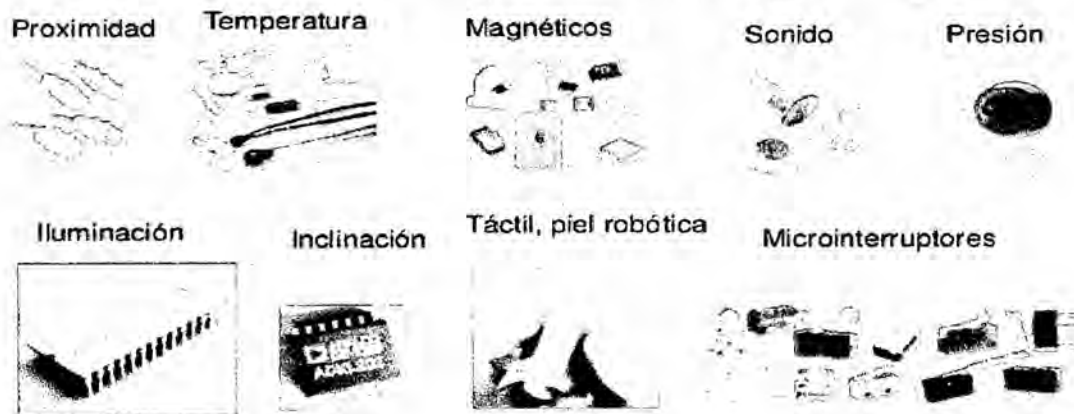 Proximidad
Temperatura
Magnéticos
Sonido
Presión
Iluminación
Inclinación
Táctil, piel robótica
Microinterruptores